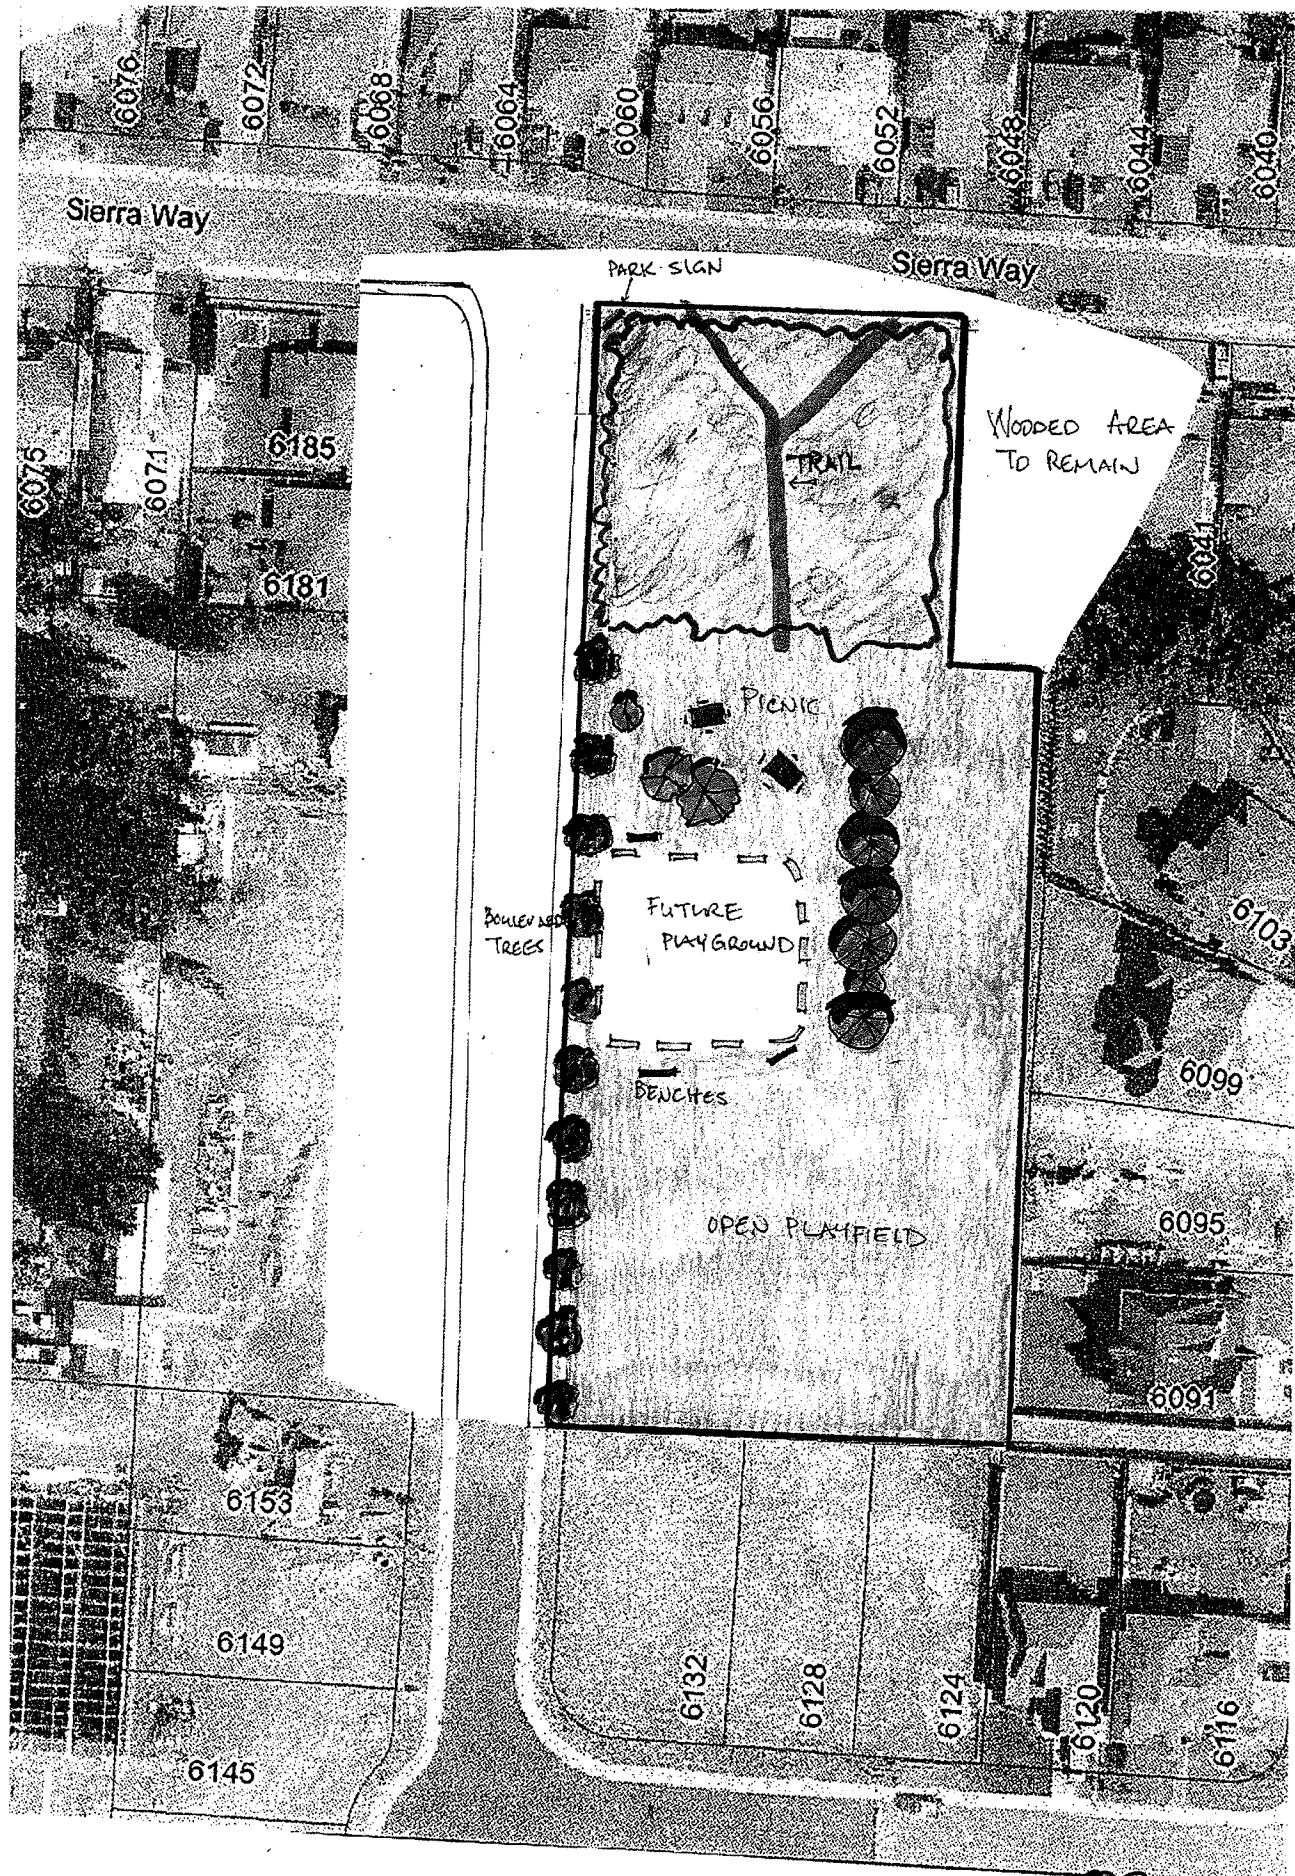 6076
6072
6068
6064
6060
6056
6052
6048
6044
6040
Sierra Way
Sierra Way
PARK SIGN
WOODED AREA
TO REMAIN
TRAIL
6075
6071
6185
6181
6041
PICNIC
FUTURE
PLAYGROUND
BOULEVARD
TREES
BENCHES
OPEN PLAYFIELD
6103
6099
6095
6091
6153
6149
6145
6132
6128
6124
6120
6116